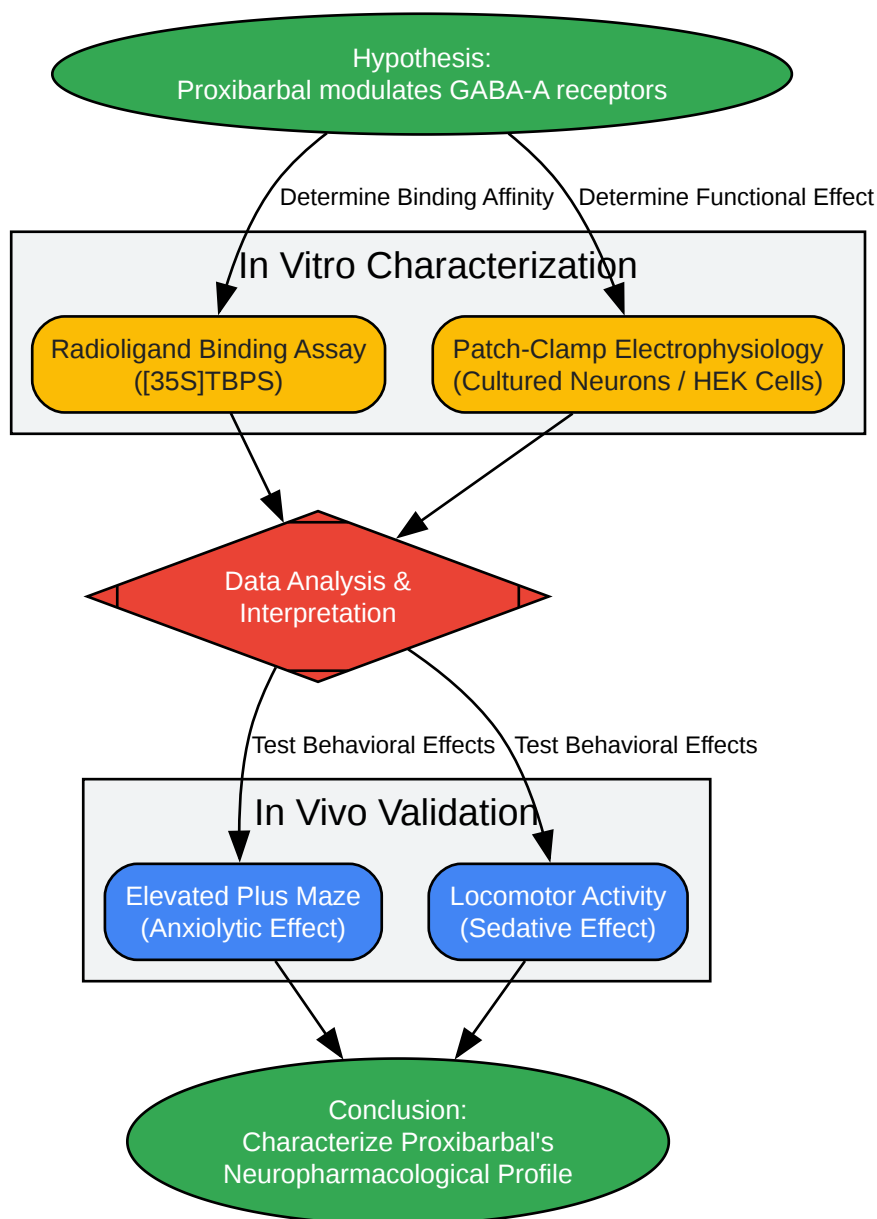 Hypothesis:
Proxibarbal modulates GABA-A receptors
Determine Binding Affinity
Determine Functional Effect
In Vitro Characterization
Radioligand Binding Assay
([35S]TBPS)
Patch-Clamp Electrophysiology
(Cultured Neurons / HEK Cells)
Data Analysis &
Interpretation
Test Behavioral Effects
Test Behavioral Effects
In Vivo Validation
Elevated Plus Maze
(Anxiolytic Effect)
Locomotor Activity
(Sedative Effect)
Conclusion:
Characterize Proxibarbal's
Neuropharmacological Profile